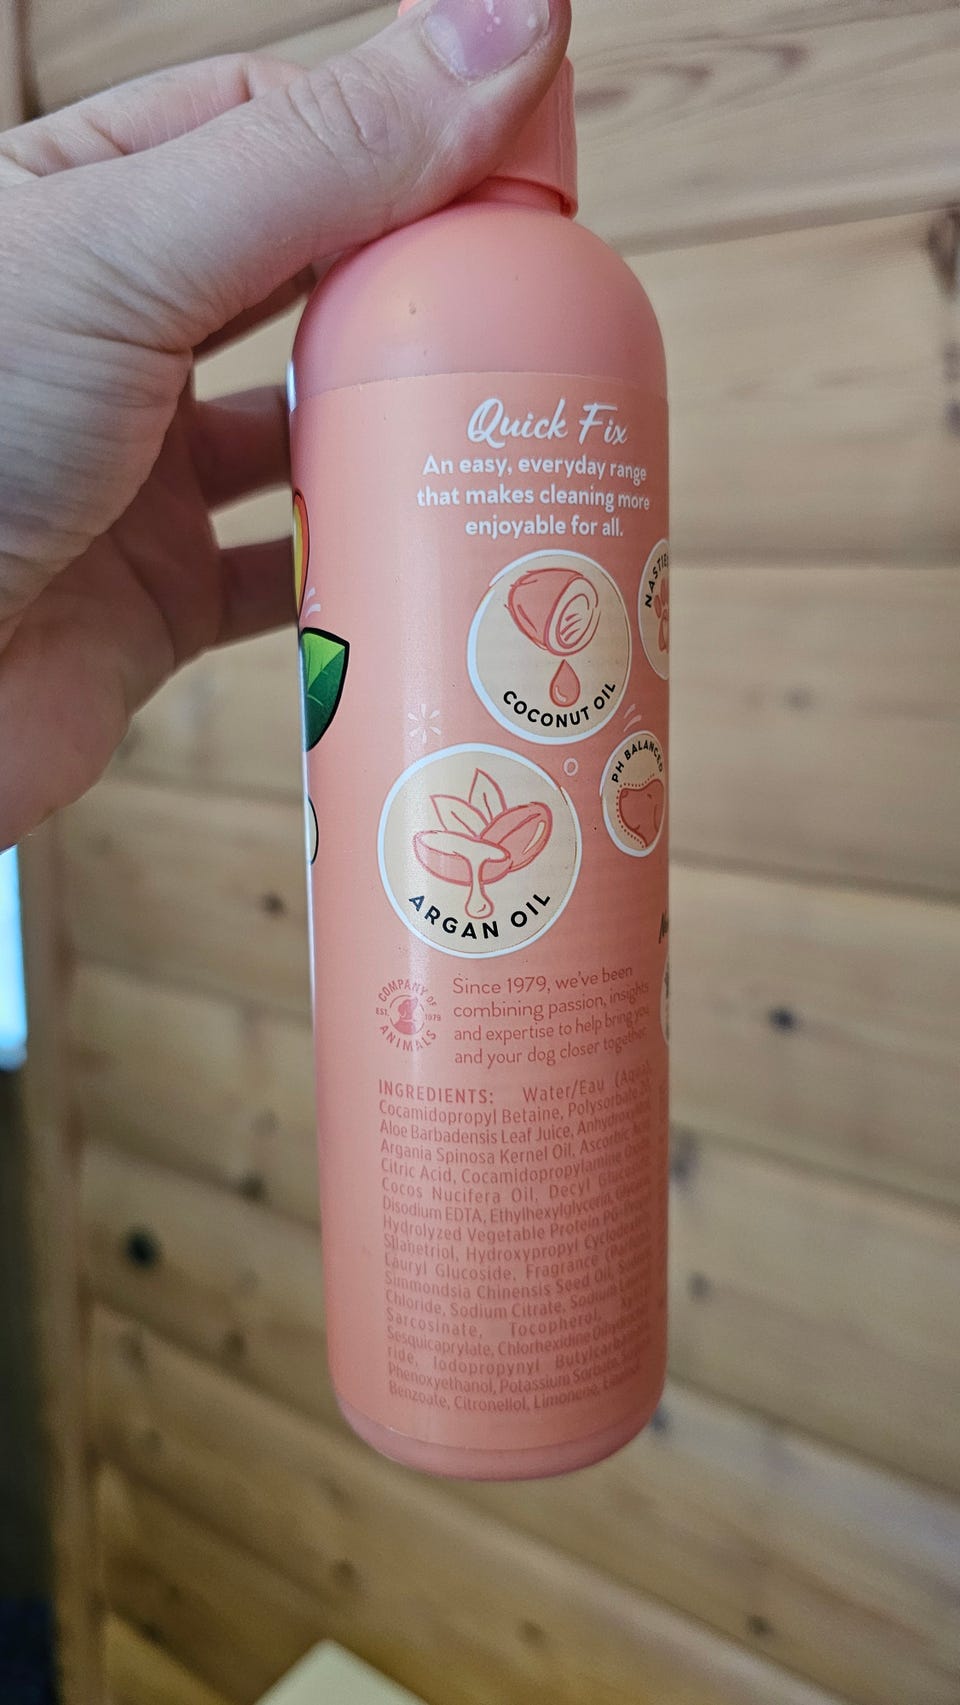 Quick Fix
An easy, everyday range
that makes cleaning more
enjoyable for all.
COCONUT OIL
PH BALANCED
ARGAN OIL
COMPANY OF
EST. 1979
ANIMALS
Since 1979, we've been
combining passion, insights
and expertise to help bring you
and your dog closer together.
INGREDIENTS: Water/Eau (Aqua),
Cocamidopropyl Betaine, Polysorbate
Aloe Barbadensis Leaf Juice, Anhydroxylitol,
Argania Spinosa Kernel Oil, Ascorbic Acid,
Citric Acid, Cocamidopropylamine Oxide,
Cocos Nucifera Oil, Decyl Glucoside,
Disodium EDTA, Ethylhexylglycerin,
Hydrolyzed Vegetable Protein
Silanetriol, Hydroxypropyl Cyclodextrin,
Lauryl Glucoside, Fragrance
Simmondsia Chinensis Seed Oil,
Chloride, Sodium Citrate, Sodium
Sarcosinate, Tocopherol,
Sesquicaprylate, Chlorhexidine
ride, Iodopropynyl
Phenoxyethanol, Potassium Sorbate,
Benzoate, Citronellol, Limonene,